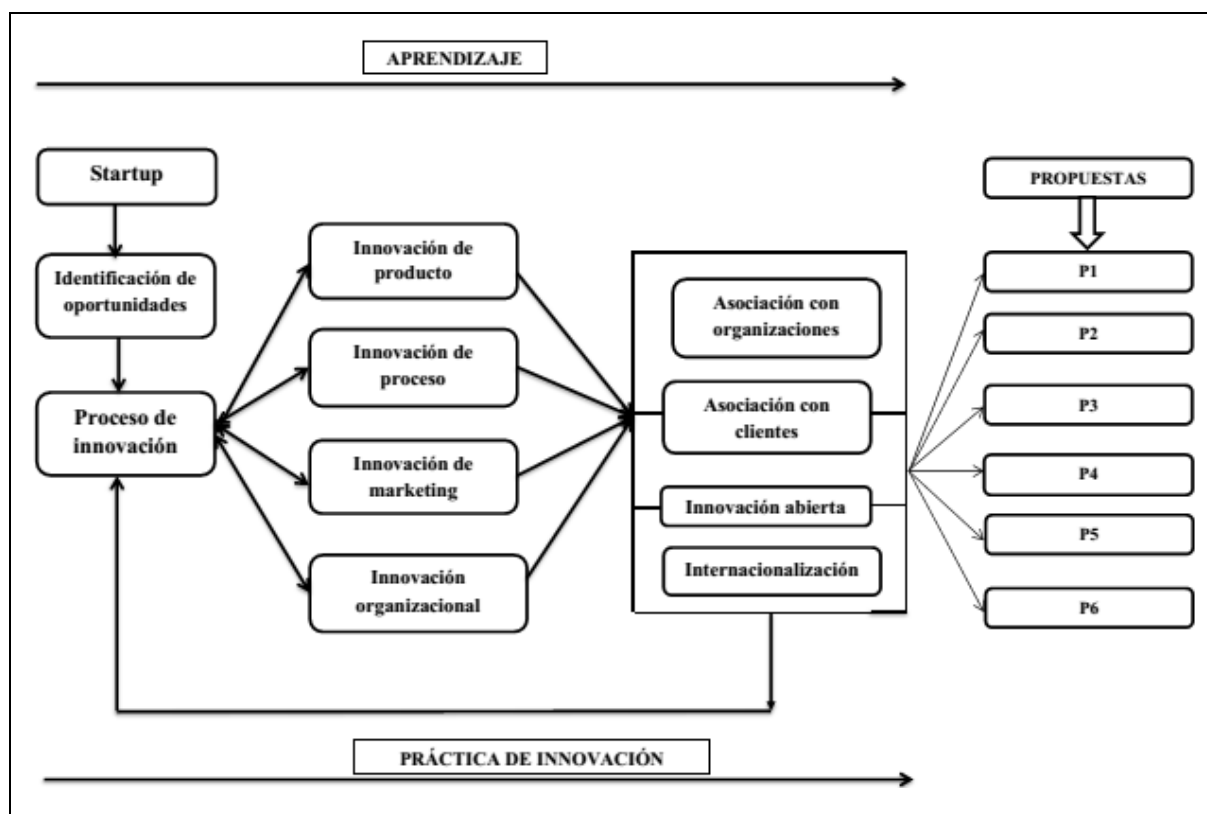 APRENDIZAJE
Startup
Identificación de
oportunidades
Proceso de
innovación
Innovación de
producto
Innovación de
proceso
Innovación de
marketing
Innovación
organizacional
Asociación con
organizaciones
Asociación con
clientes
Innovación abierta
Internacionalización
PROPUESTAS
P1
P2
P3
P4
P5
P6
PRÁCTICA DE INNOVACIÓN